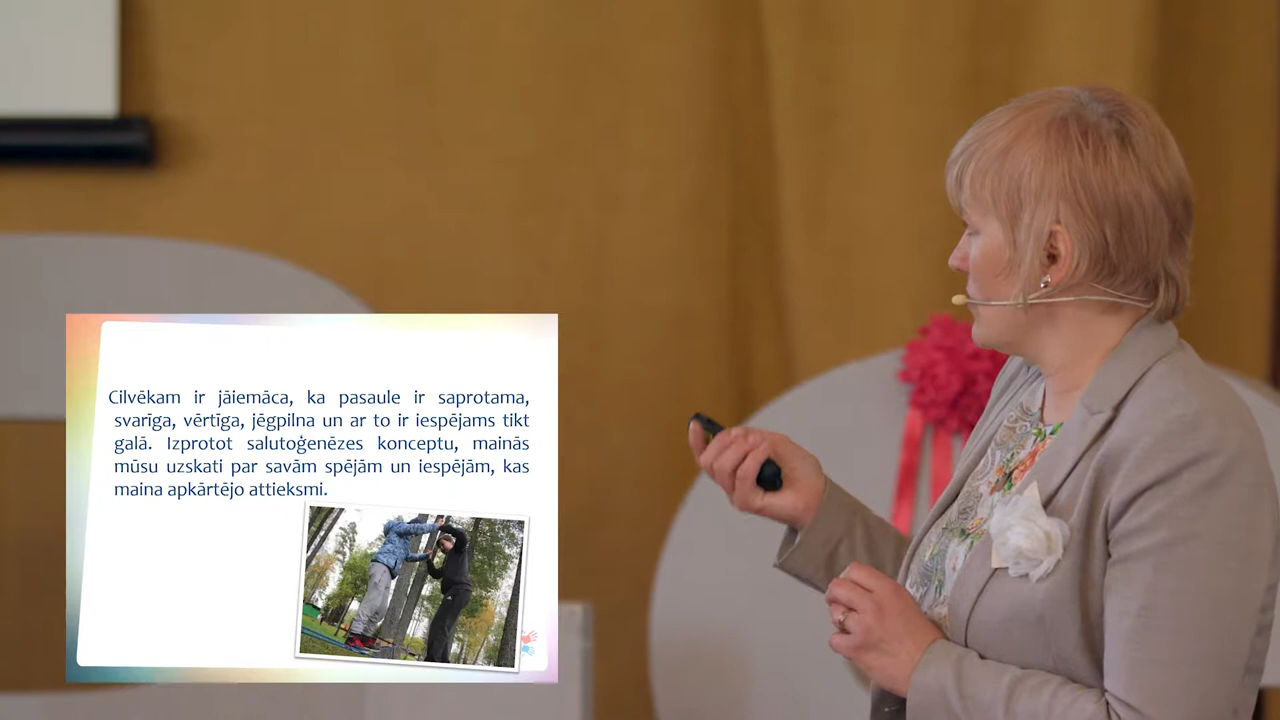 Cilvēkam ir jāiemāca, ka pasaule ir saprotama,
svarīga, vērtīga, jēgpilna un ar to ir iespējams tikt
galā. Izprotot salutoģenēzes konceptu, mainās
mūsu uzskati par savām spējām un iespējām, kas
maina apkārtējo attieksmi.